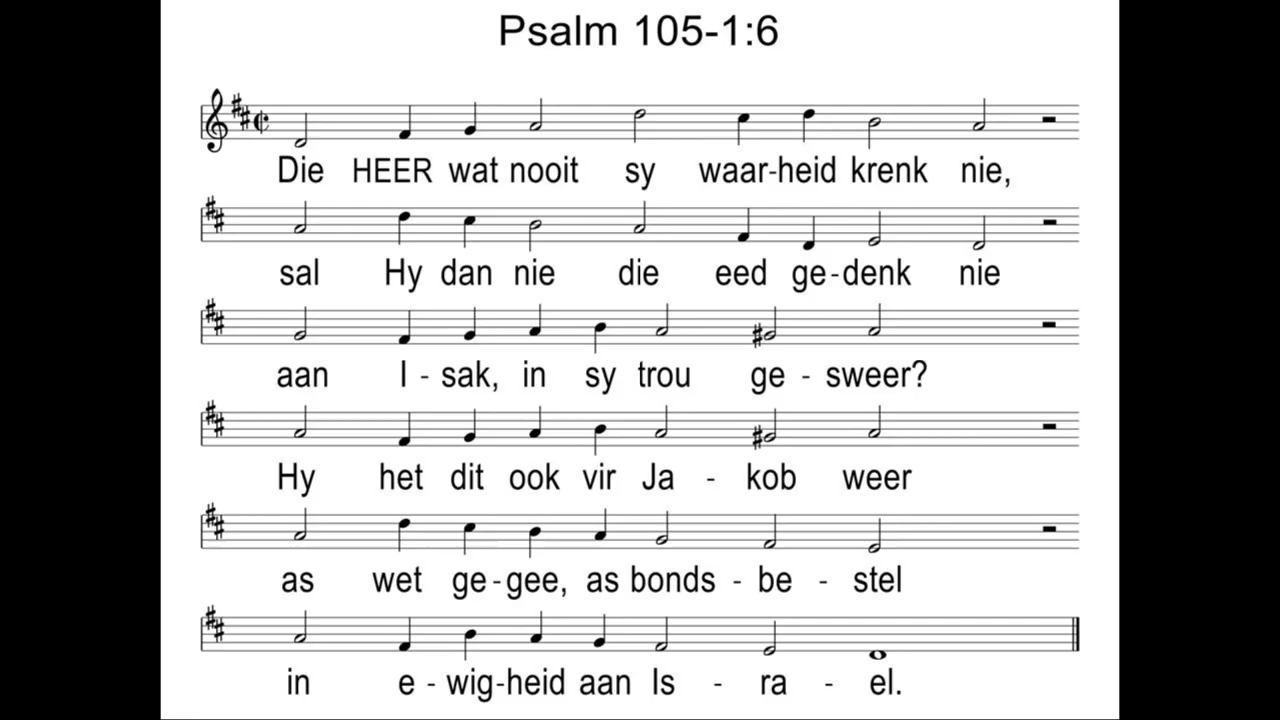 Psalm 105-1:6
Die HEER wat nooit sy waar-heid krenk nie,
sal Hy dan nie die eed ge-denk nie
aan I - sak, in sy trou ge - sweer?
Hy het dit ook vir Ja - kob weer
as wet ge-gee, as bonds - be - stel
in e - wig-heid aan Is - ra - el.